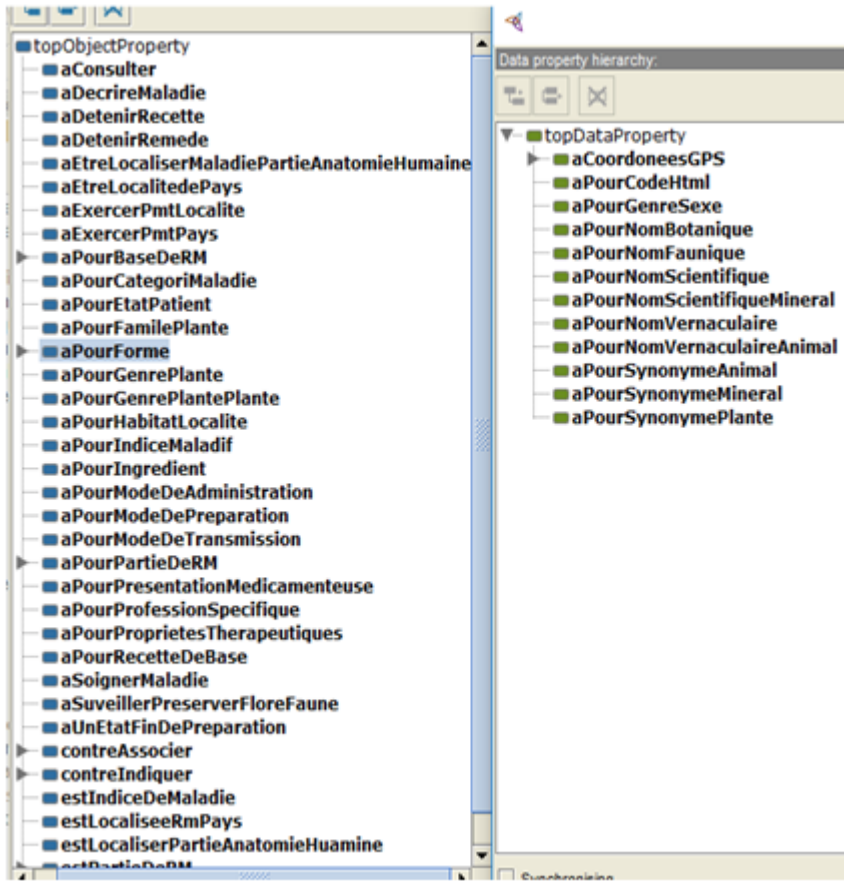 topObjectProperty
aConsulter
aDecrireMaladie
aDetenirRecette
aDetenirRemede
aEtreLocaliserMaladiePartieAnatomieHumaine
aEtreLocalitedePays
aExercerPmtLocalite
aExercerPmtPays
aPourBaseDeRM
aPourCategoriMaladie
aPourEtatPatient
aPourFamilePlante
aPourForme
aPourGenrePlante
aPourGenrePlantePlante
aPourHabitatLocalite
aPourIndiceMaladif
aPourIngredient
aPourModeDeAdministration
aPourModeDePreparation
aPourModeDeTransmission
aPourPartieDeRM
aPourPresentationMedicamenteuse
aPourProfessionSpecifique
aPourProprietesTherapeutiques
aPourRecetteDeBase
aSoignerMaladie
aSuveillerPreserverFloreFaune
aUnEtatFinDePreparation
contreAssocier
contreIndiquer
estIndiceDeMaladie
estLocaliseeRmPays
estLocaliserPartieAnatomieHuamine
estPartieDeRM
Data property hierarchy:
topDataProperty
aCoordoneesGPS
aPourCodeHtml
aPourGenreSexe
aPourNomBotanique
aPourNomFaunique
aPourNomScientifique
aPourNomScientifiqueMineral
aPourNomVernaculaire
aPourNomVernaculaireAnimal
aPourSynonymeAnimal
aPourSynonymeMineral
aPourSynonymePlante
Synchronising